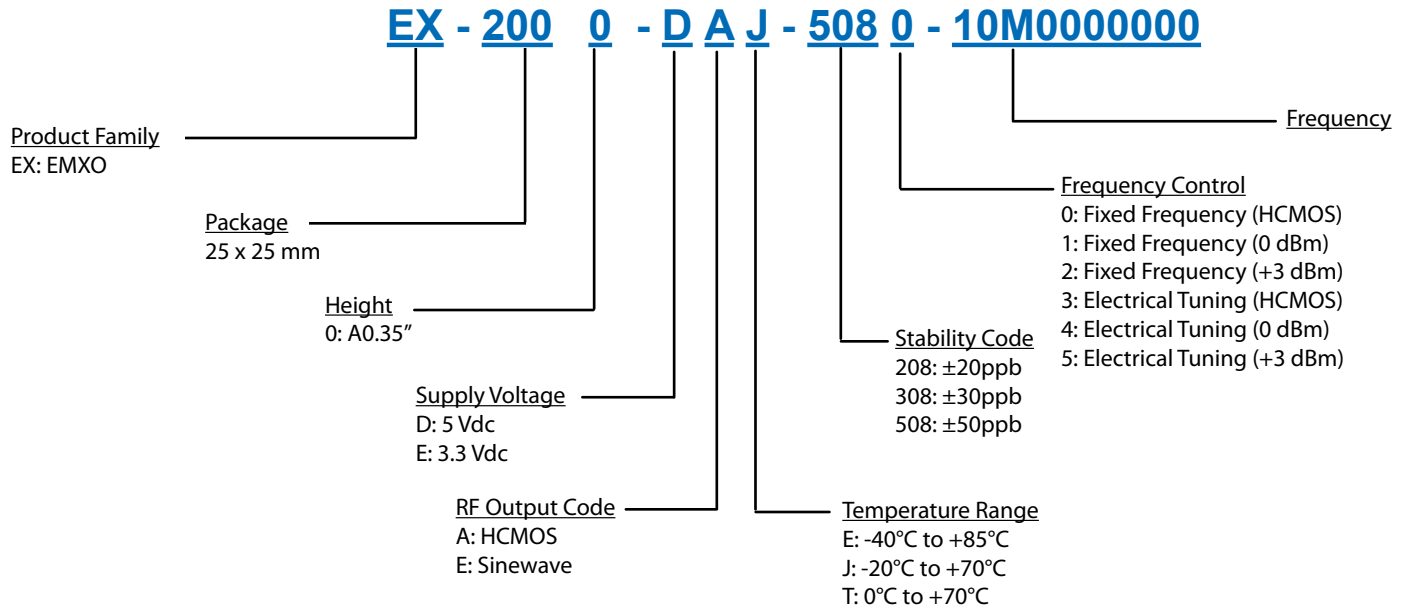 EX - 200 0 - D A J - 508 0 - 10M0000000
Product Family
EX: EMXO
Package
25 x 25 mm
Height
0: A0.35”
Supply Voltage
D: 5 Vdc
E: 3.3 Vdc
RF Output Code
A: HCMOS
E: Sinewave
Temperature Range
E: -40°C to +85°C
J: -20°C to +70°C
T: 0°C to +70°C
Stability Code
208: ±20ppb
308: ±30ppb
508: ±50ppb
Frequency Control
0: Fixed Frequency (HCMOS)
1: Fixed Frequency (0 dBm)
2: Fixed Frequency (+3 dBm)
3: Electrical Tuning (HCMOS)
4: Electrical Tuning (0 dBm)
5: Electrical Tuning (+3 dBm)
Frequency